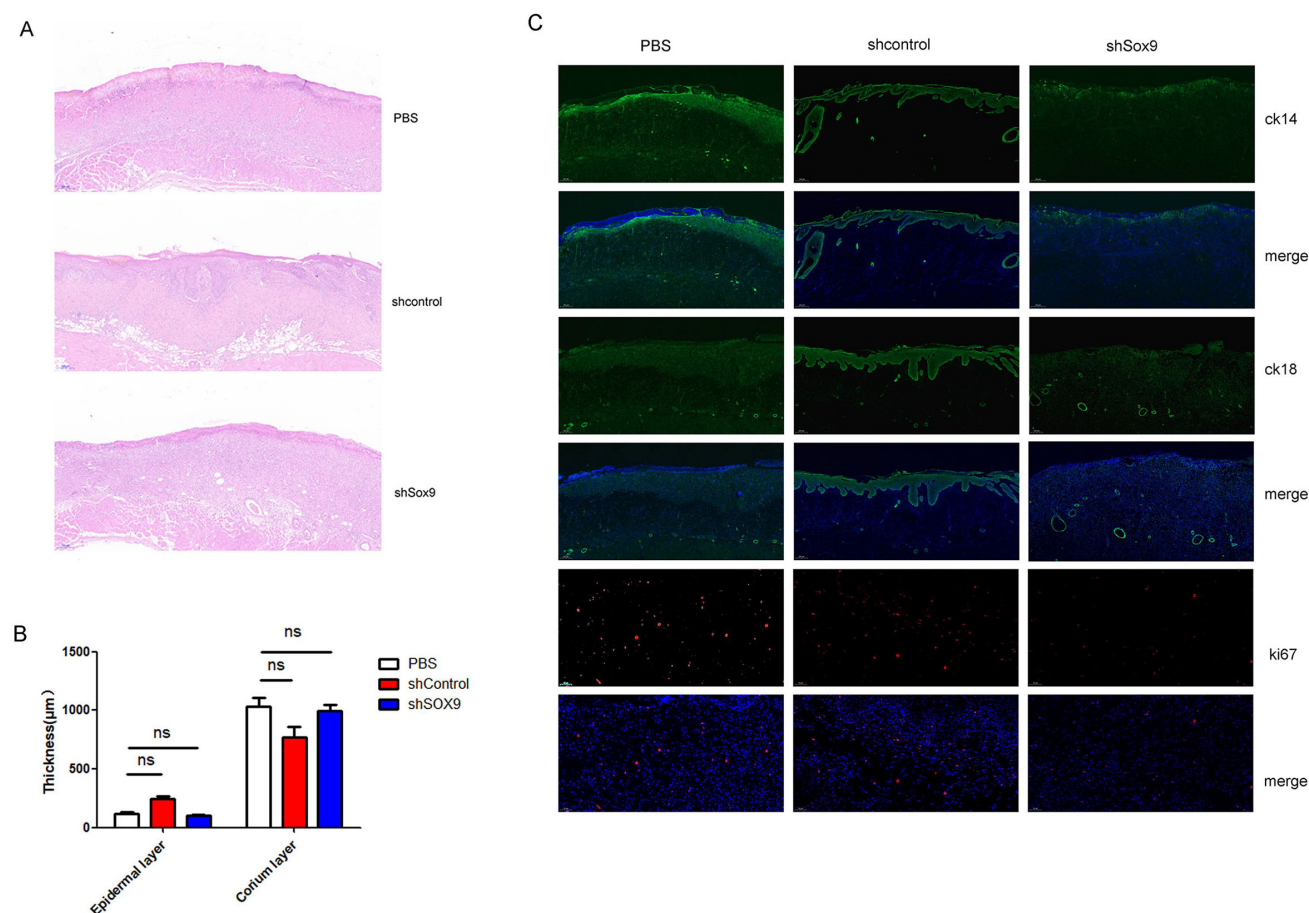 A
PBS
shcontrol
shSox9
B
ns
ns
ns
ns
1500
1000
500
0
Thickness(μm)
Epidermal layer
Corium layer
PBS
shControl
shSOX9
C
PBS shcontrol shSox9
ck14
merge
ck18
merge
ki67
merge